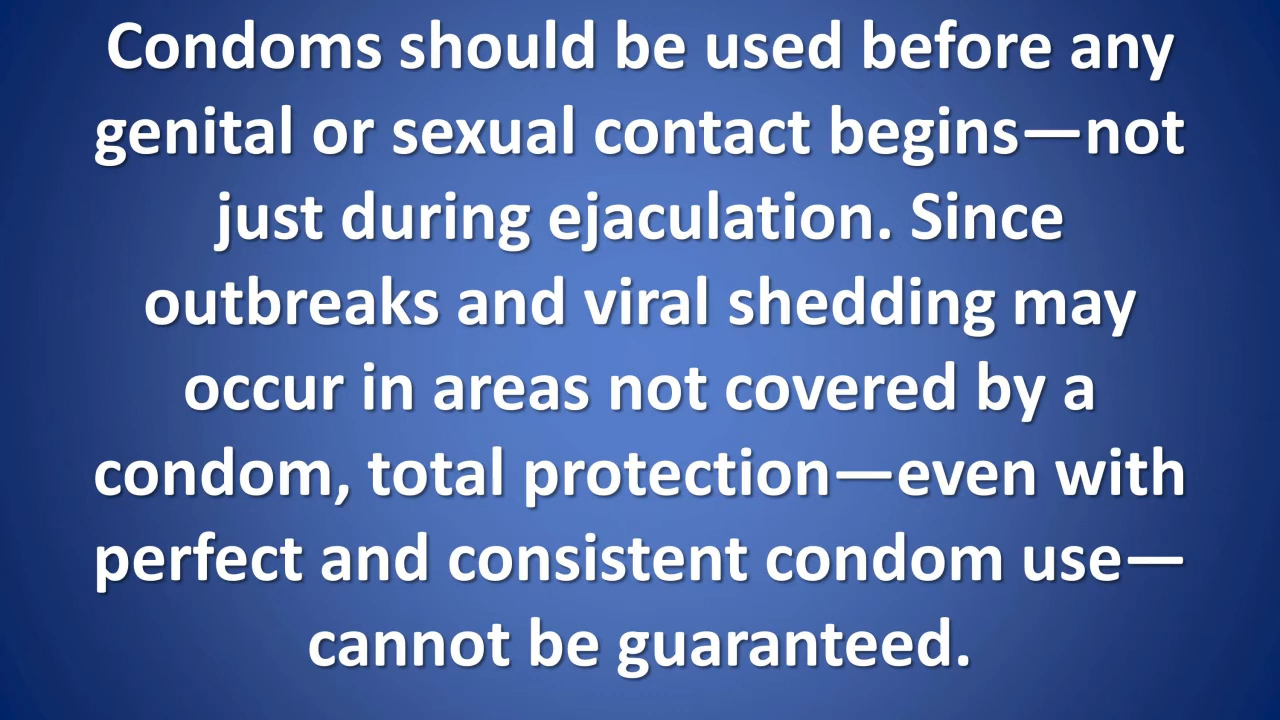 Condoms should be used before any
genital or sexual contact begins—not
just during ejaculation. Since
outbreaks and viral shedding may
occur in areas not covered by a
condom, total protection—even with
perfect and consistent condom use—
cannot be guaranteed.